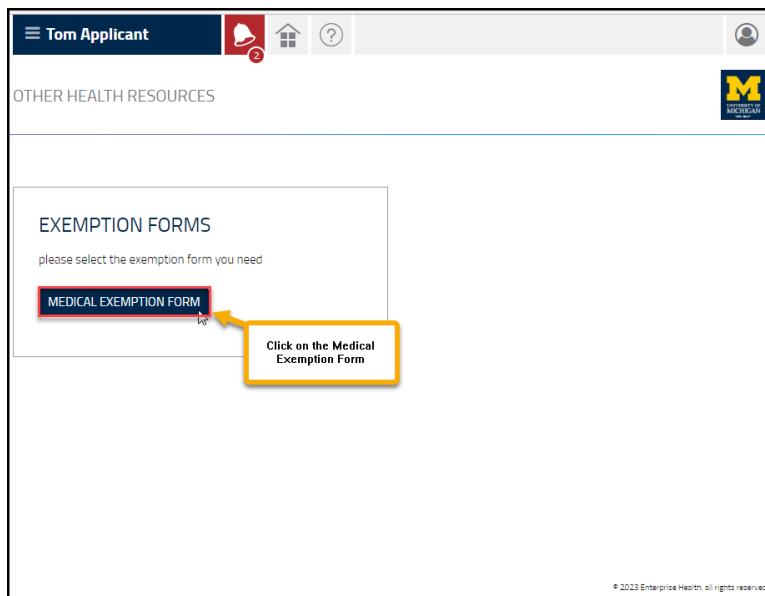 Tom Applicant
2
?
OTHER HEALTH RESOURCES
M
UNIVERSITY OF
MICHIGAN
EXEMPTION FORMS
please select the exemption form you need
MEDICAL EXEMPTION FORM
Click on the Medical
Exemption Form
© 2023 Enterprise Health, all rights reserved